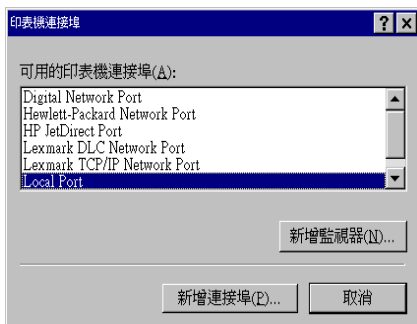 印表機連接埠
可用的印表機連接埠(A):
Digital Network Port
Hewlett-Packard Network Port
HP JetDirect Port
Lexmark DLC Network Port
Lexmark TCP/IP Network Port
Local Port
新增監視器(N)...
新增連接埠(P)...
取消